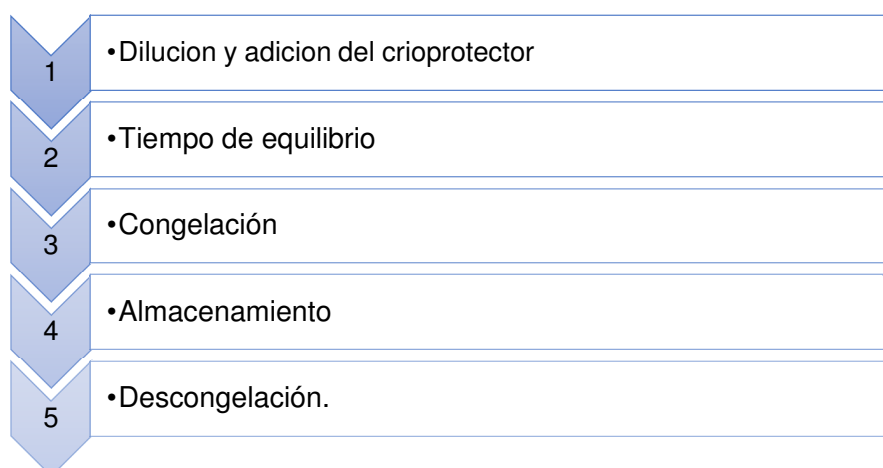 1
•Dilucion y adicion del crioprotector
2
•Tiempo de equilibrio
3
•Congelación
4
•Almacenamiento
5
•Descongelación.